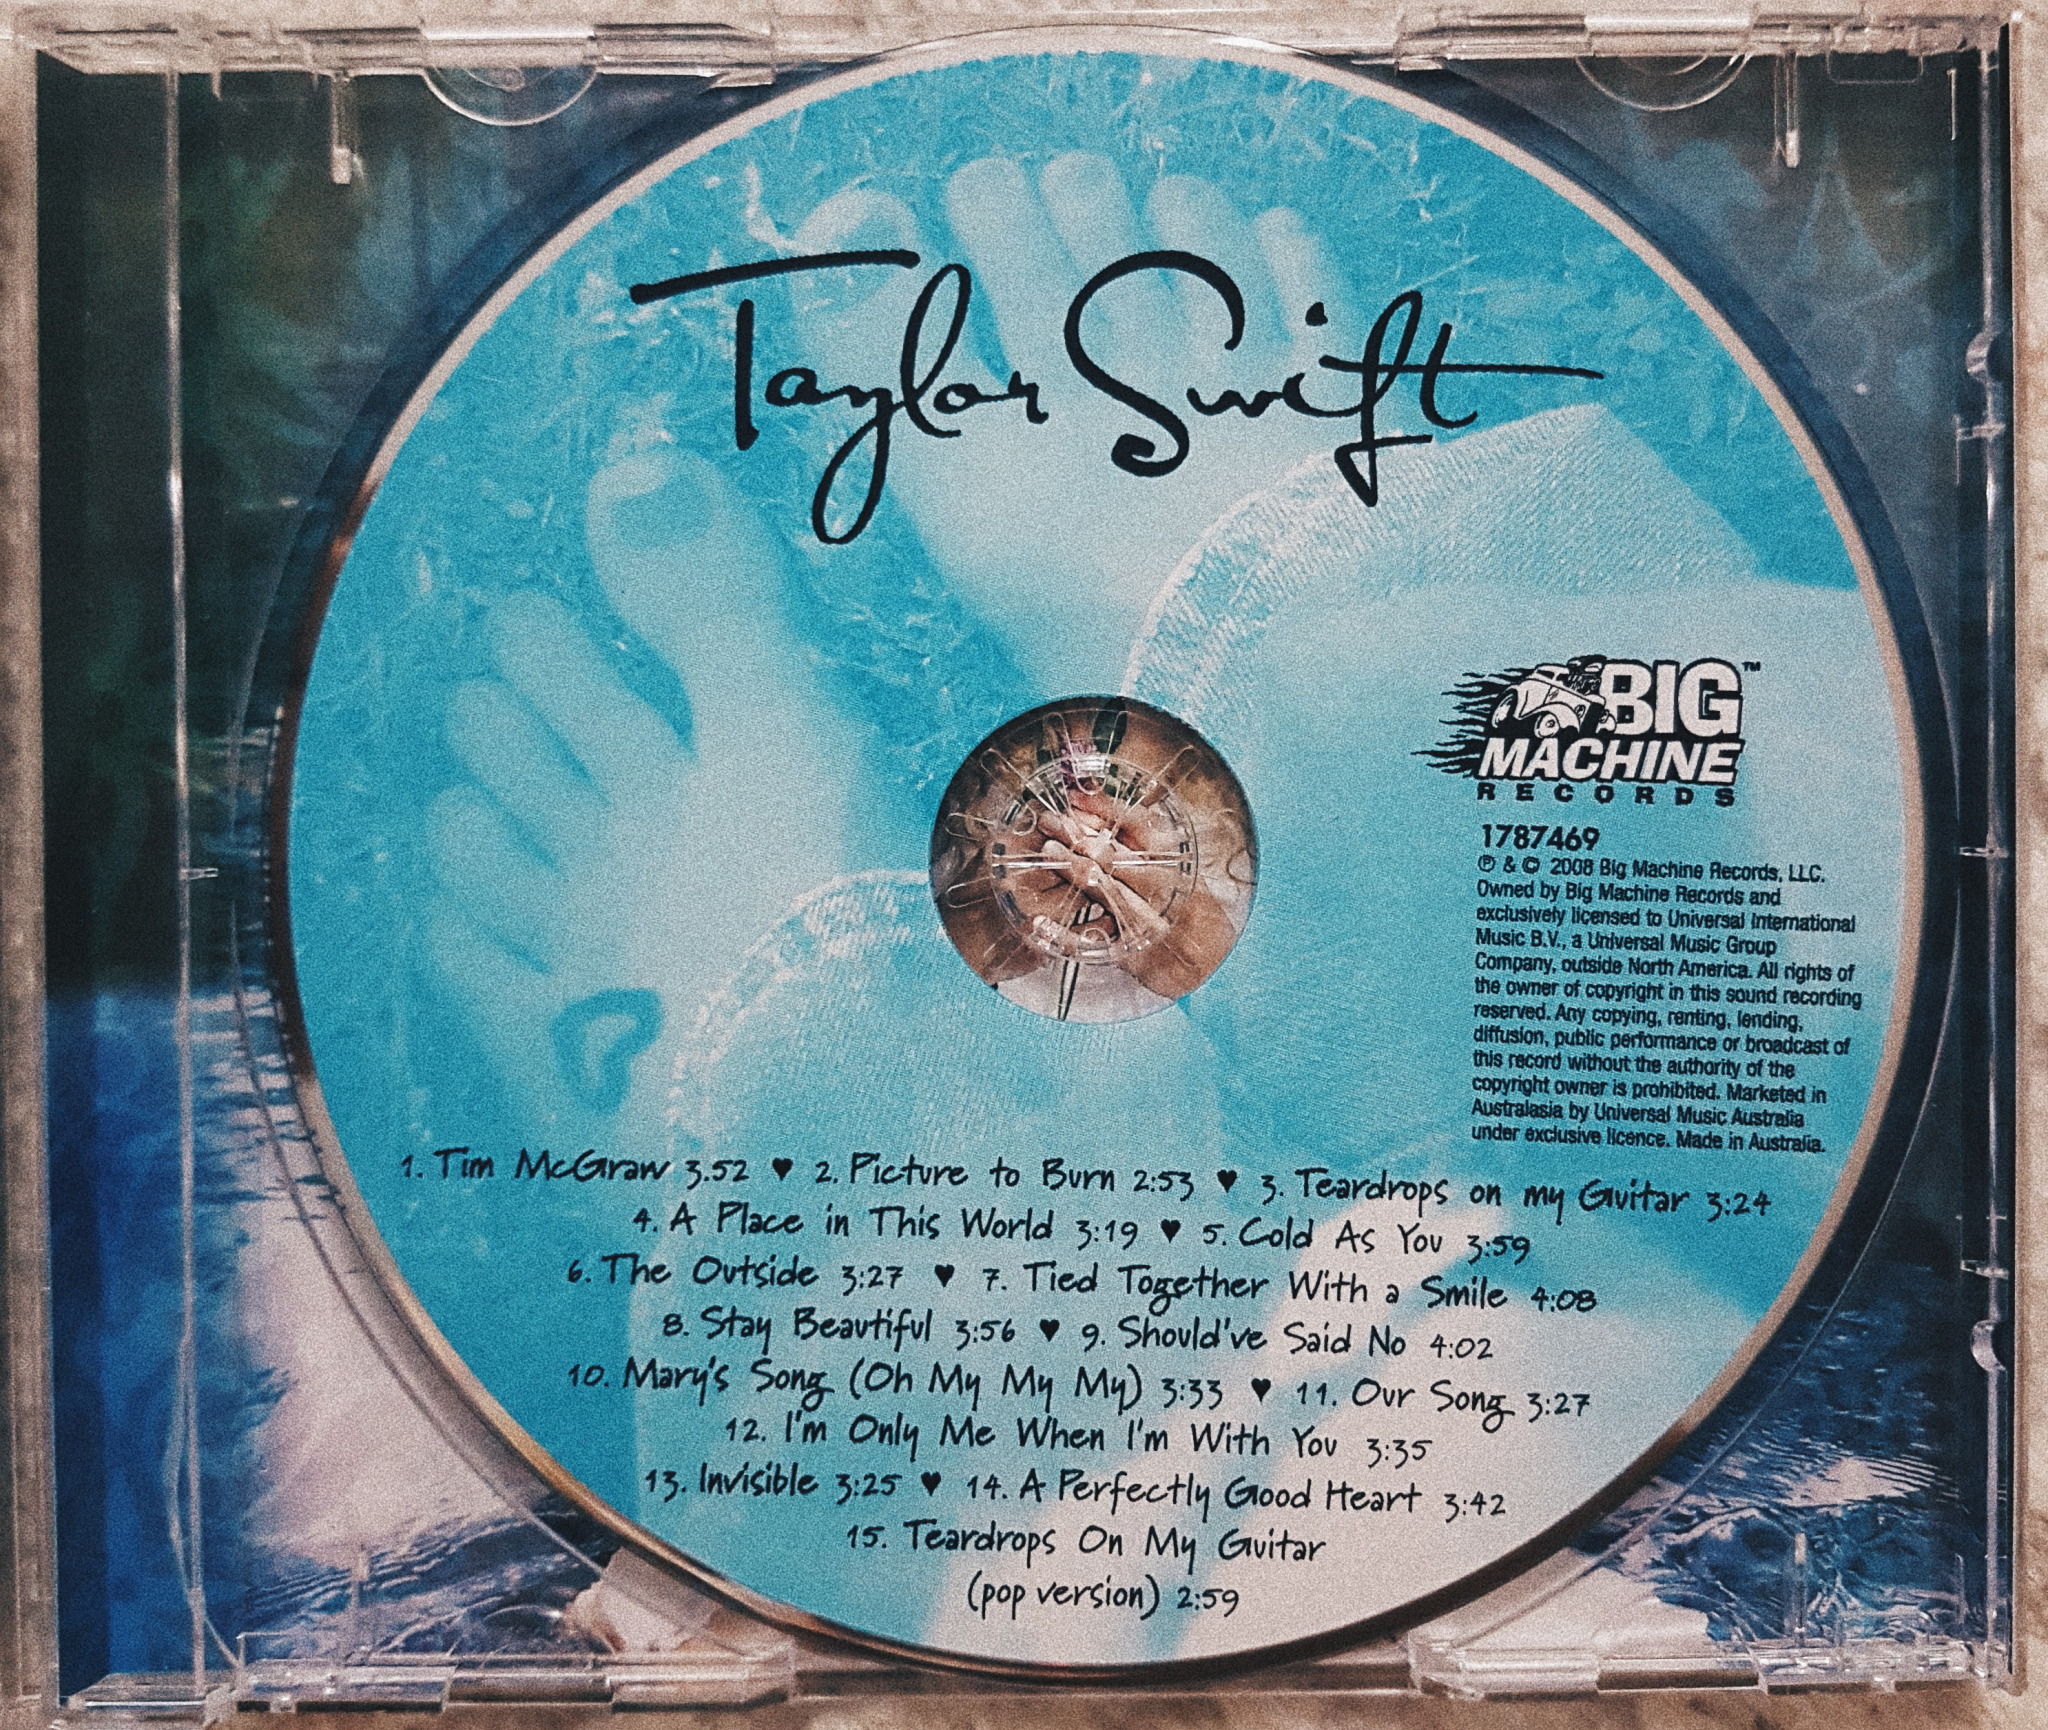 Taylor Swift
BIG™
MACHINE
RECORDS
1787469
℗ & © 2008 Big Machine Records, LLC.
Owned by Big Machine Records and
exclusively licensed to Universal International
Music B.V., a Universal Music Group
Company, outside North America. All rights of
the owner of copyright in this sound recording
reserved. Any copying, renting, lending,
diffusion, public performance or broadcast of
this record without the authority of the
copyright owner is prohibited. Marketed in
Australasia by Universal Music Australia
under exclusive licence. Made in Australia.
1. Tim McGraw 3.52 ♥ 2. Picture to Burn 2:53 ♥ 3. Teardrops on my Guitar 3:24
4. A Place in This World 3:19 ♥ 5. Cold As You 3:59
6. The Outside 3:27 ♥ 7. Tied Together With a Smile 4:08
8. Stay Beautiful 3:56 ♥ 9. Should've Said No 4:02
10. Mary's Song (Oh My My My) 3:33 ♥ 11. Our Song 3:27
12. I'm Only Me When I'm With You 3:35
13. Invisible 3:25 ♥ 14. A Perfectly Good Heart 3:42
15. Teardrops On My Guitar
(pop version) 2:59